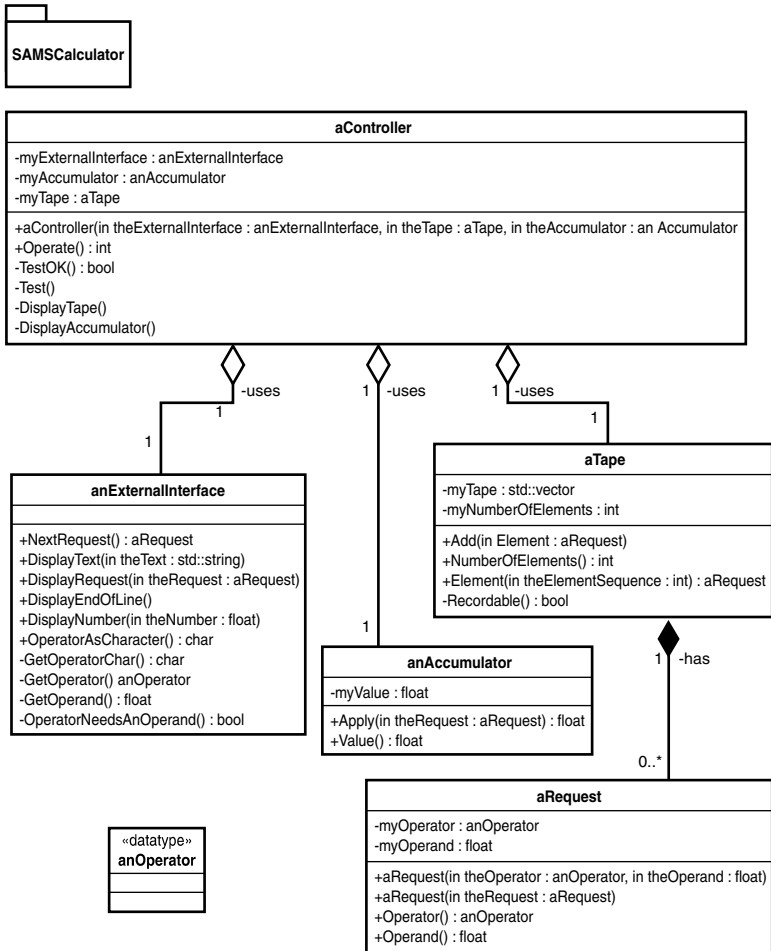 SAMSCalculator
aController
-myExternalInterface : anExternalInterface
-myAccumulator : anAccumulator
-myTape : aTape
+aController(in theExternalInterface : anExternalInterface, in theTape : aTape, in theAccumulator : an Accumulator
+Operate() : int
-TestOK() : bool
-Test()
-DisplayTape()
-DisplayAccumulator()
-uses
1
1
1
-uses
1
1
-uses
1
anExternalInterface
+NextRequest() : aRequest
+DisplayText(in theText : std::string)
+DisplayRequest(in theRequest : aRequest)
+DisplayEndOfLine()
+DisplayNumber(in theNumber : float)
+OperatorAsCharacter() : char
-GetOperatorChar() : char
-GetOperator() anOperator
-GetOperand() : float
-OperatorNeedsAnOperand() : bool
aTape
-myTape : std::vector
-myNumberOfElements : int
+Add(in Element : aRequest)
+NumberOfElements() : int
+Element(in theElementSequence : int) : aRequest
-Recordable() : bool
1
anAccumulator
-myValue : float
+Apply(in theRequest : aRequest) : float
+Value() : float
1
-has
0..*
aRequest
-myOperator : anOperator
-myOperand : float
+aRequest(in theOperator : anOperator, in theOperand : float)
+aRequest(in theRequest : aRequest)
+Operator() : anOperator
+Operand() : float
«datatype»
anOperator